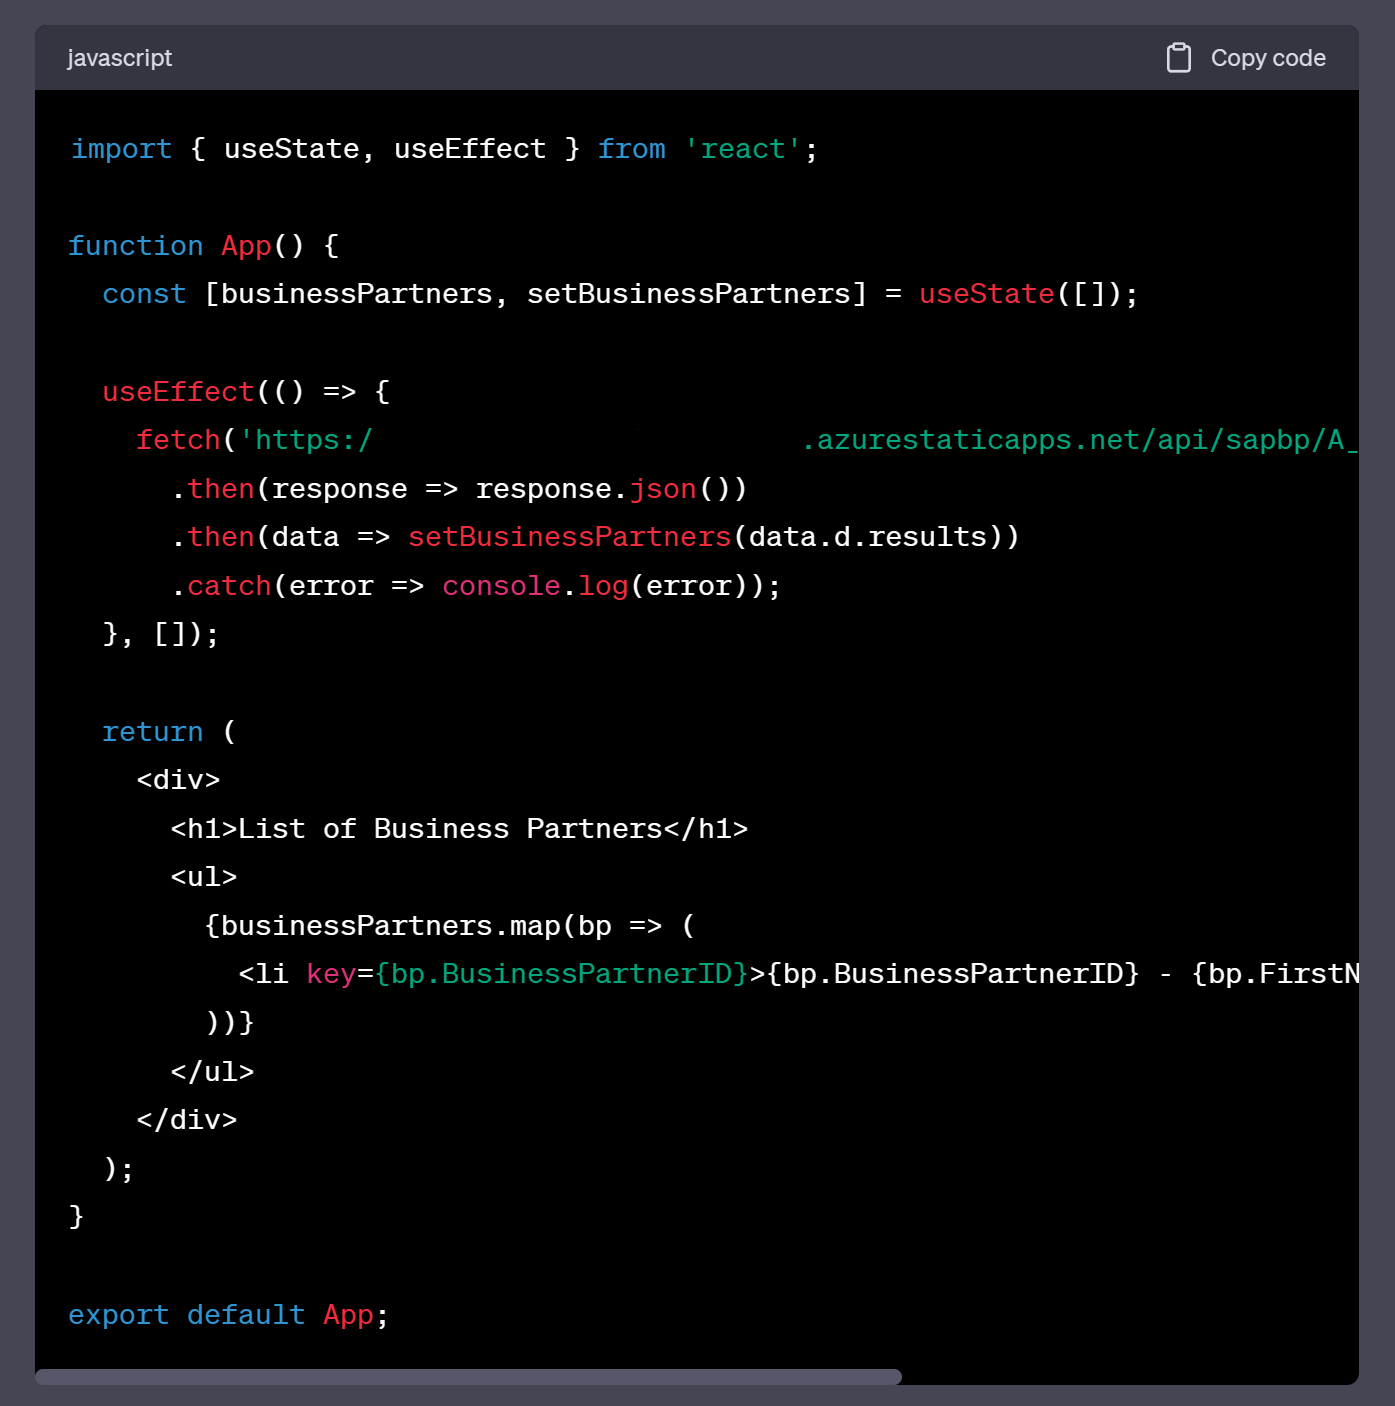 javascript Copy code
import { useState, useEffect } from 'react';
function App() {
  const [businessPartners, setBusinessPartners] = useState([]);
  useEffect(() => {
    fetch('https:/ .azurestaticapps.net/api/sapbp/A_
      .then(response => response.json())
      .then(data => setBusinessPartners(data.d.results))
      .catch(error => console.log(error));
  }, []);
  return (
    <div>
      <h1>List of Business Partners</h1>
      <ul>
        {businessPartners.map(bp => (
          <li key={bp.BusinessPartnerID}>{bp.BusinessPartnerID} - {bp.FirstN
        ))}
      </ul>
    </div>
  );
}
export default App;